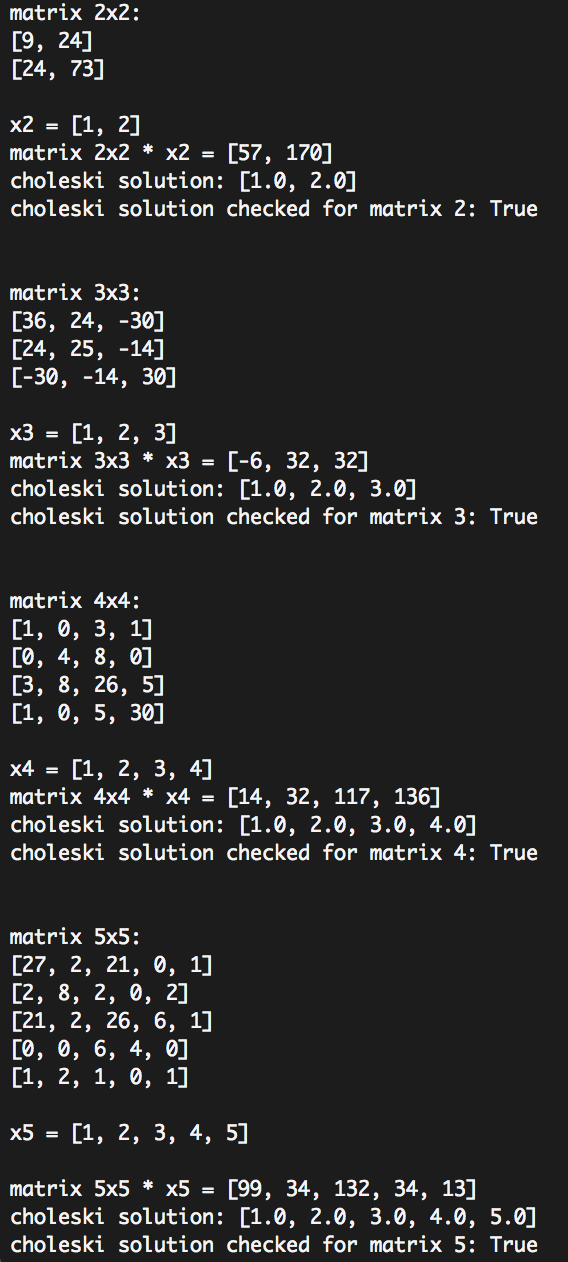 matrix 2x2:
[9, 24]
[24, 73]
x2 = [1, 2]
matrix 2x2 * x2 = [57, 170]
choleski solution: [1.0, 2.0]
choleski solution checked for matrix 2: True
matrix 3x3:
[36, 24, -30]
[24, 25, -14]
[-30, -14, 30]
x3 = [1, 2, 3]
matrix 3x3 * x3 = [-6, 32, 32]
choleski solution: [1.0, 2.0, 3.0]
choleski solution checked for matrix 3: True
matrix 4x4:
[1, 0, 3, 1]
[0, 4, 8, 0]
[3, 8, 26, 5]
[1, 0, 5, 30]
x4 = [1, 2, 3, 4]
matrix 4x4 * x4 = [14, 32, 117, 136]
choleski solution: [1.0, 2.0, 3.0, 4.0]
choleski solution checked for matrix 4: True
matrix 5x5:
[27, 2, 21, 0, 1]
[2, 8, 2, 0, 2]
[21, 2, 26, 6, 1]
[0, 0, 6, 4, 0]
[1, 2, 1, 0, 1]
x5 = [1, 2, 3, 4, 5]
matrix 5x5 * x5 = [99, 34, 132, 34, 13]
choleski solution: [1.0, 2.0, 3.0, 4.0, 5.0]
choleski solution checked for matrix 5: True